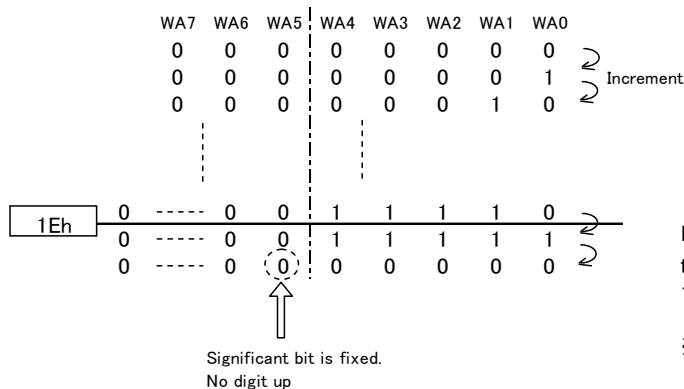 WA7 WA6 WA5 WA4 WA3 WA2 WA1 WA0
0 0 0 0 0 0 0 0
0 0 0 0 0 0 0 1
Increment
0 0 0 0 0 0 1 0
1Eh 0 ----- 0 0 1 1 1 1 0
0 ----- 0 0 1 1 1 1 1
0 ----- 0 0 0 0 0 0 0
Significant bit is fixed.
No digit up